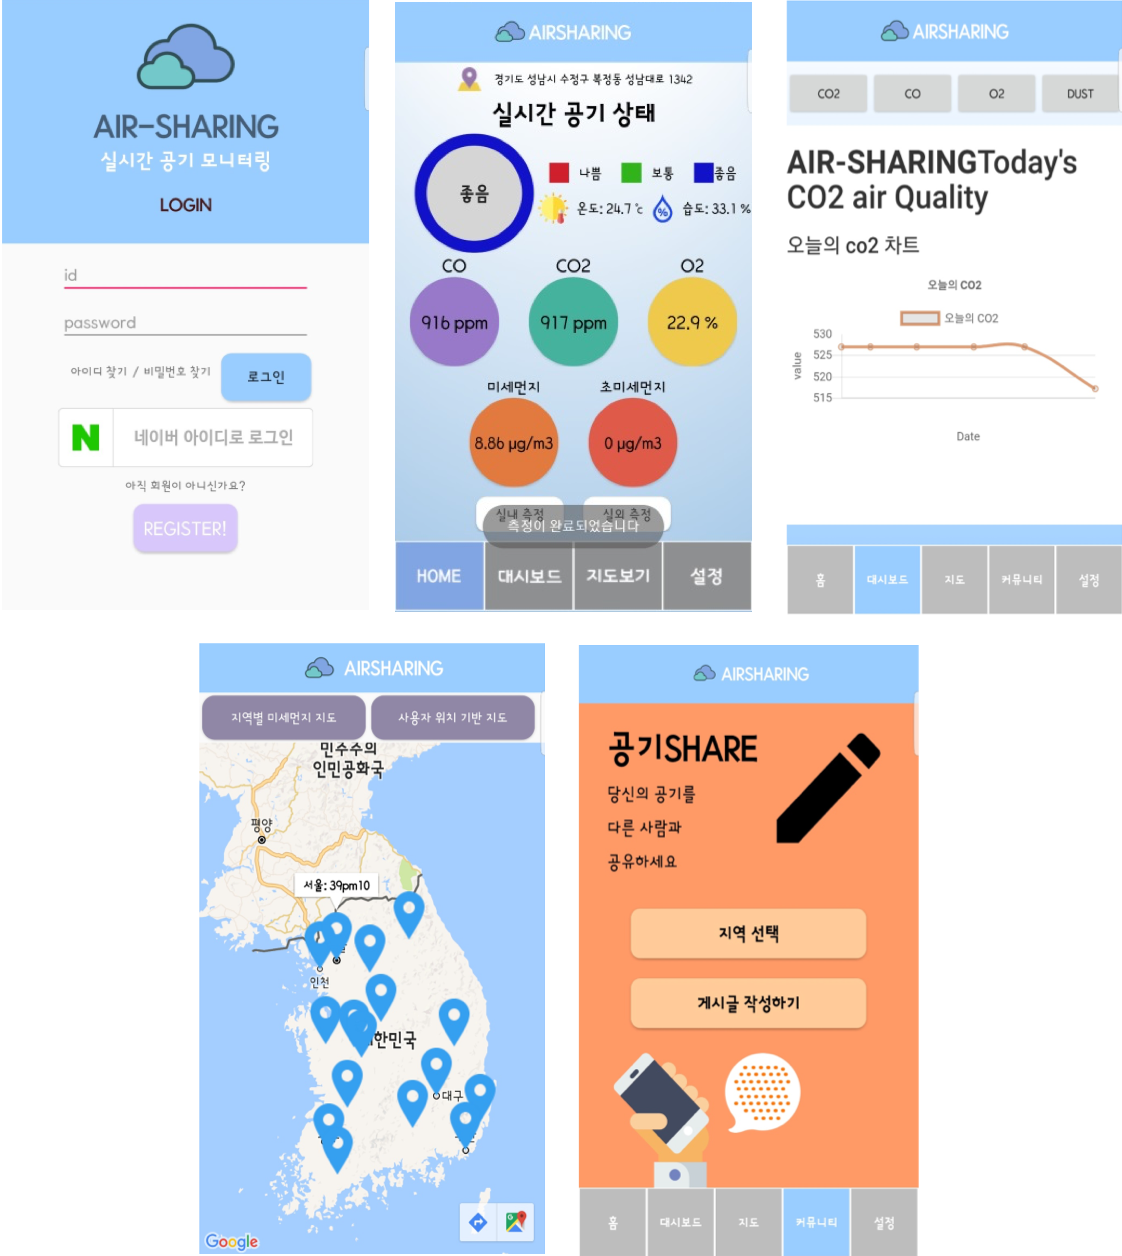 AIR-SHARING
실시간 공기 모니터링
LOGIN
id
password
아이디 찾기 / 비밀번호 찾기
로그인
N
네이버 아이디로 로그인
아직 회원이 아니신가요?
REGISTER!
AIRSHARING
경기도 성남시 수정구 복정동 성남대로 1342
실시간 공기 상태
좋음
나쁨 보통 좋음
온도: 24.7 ℃ % 습도: 33.1 %
CO CO2 O2
916 ppm 917 ppm 22.9 %
미세먼지 초미세먼지
8.86 µg/m3 0 µg/m3
실내 측정 실외 측정
측정이 완료되었습니다
HOME 대시보드 지도보기 설정
AIRSHARING
CO2 CO O2 DUST
AIR-SHARINGToday's
CO2 air Quality
오늘의 co2 차트
오늘의 CO2
오늘의 CO2
530
525
520
515
value
Date
홈 대시보드 지도 커뮤니티 설정
AIRSHARING
지역별 미세먼지 지도 사용자 위치 기반 지도
민주주의
인민공화국
평양
서울: 39pm10
인천
한민국
대구
Google
AIRSHARING
공기SHARE
당신의 공기를
다른 사람과
공유하세요
지역 선택
게시글 작성하기
홈 대시보드 지도 커뮤니티 설정